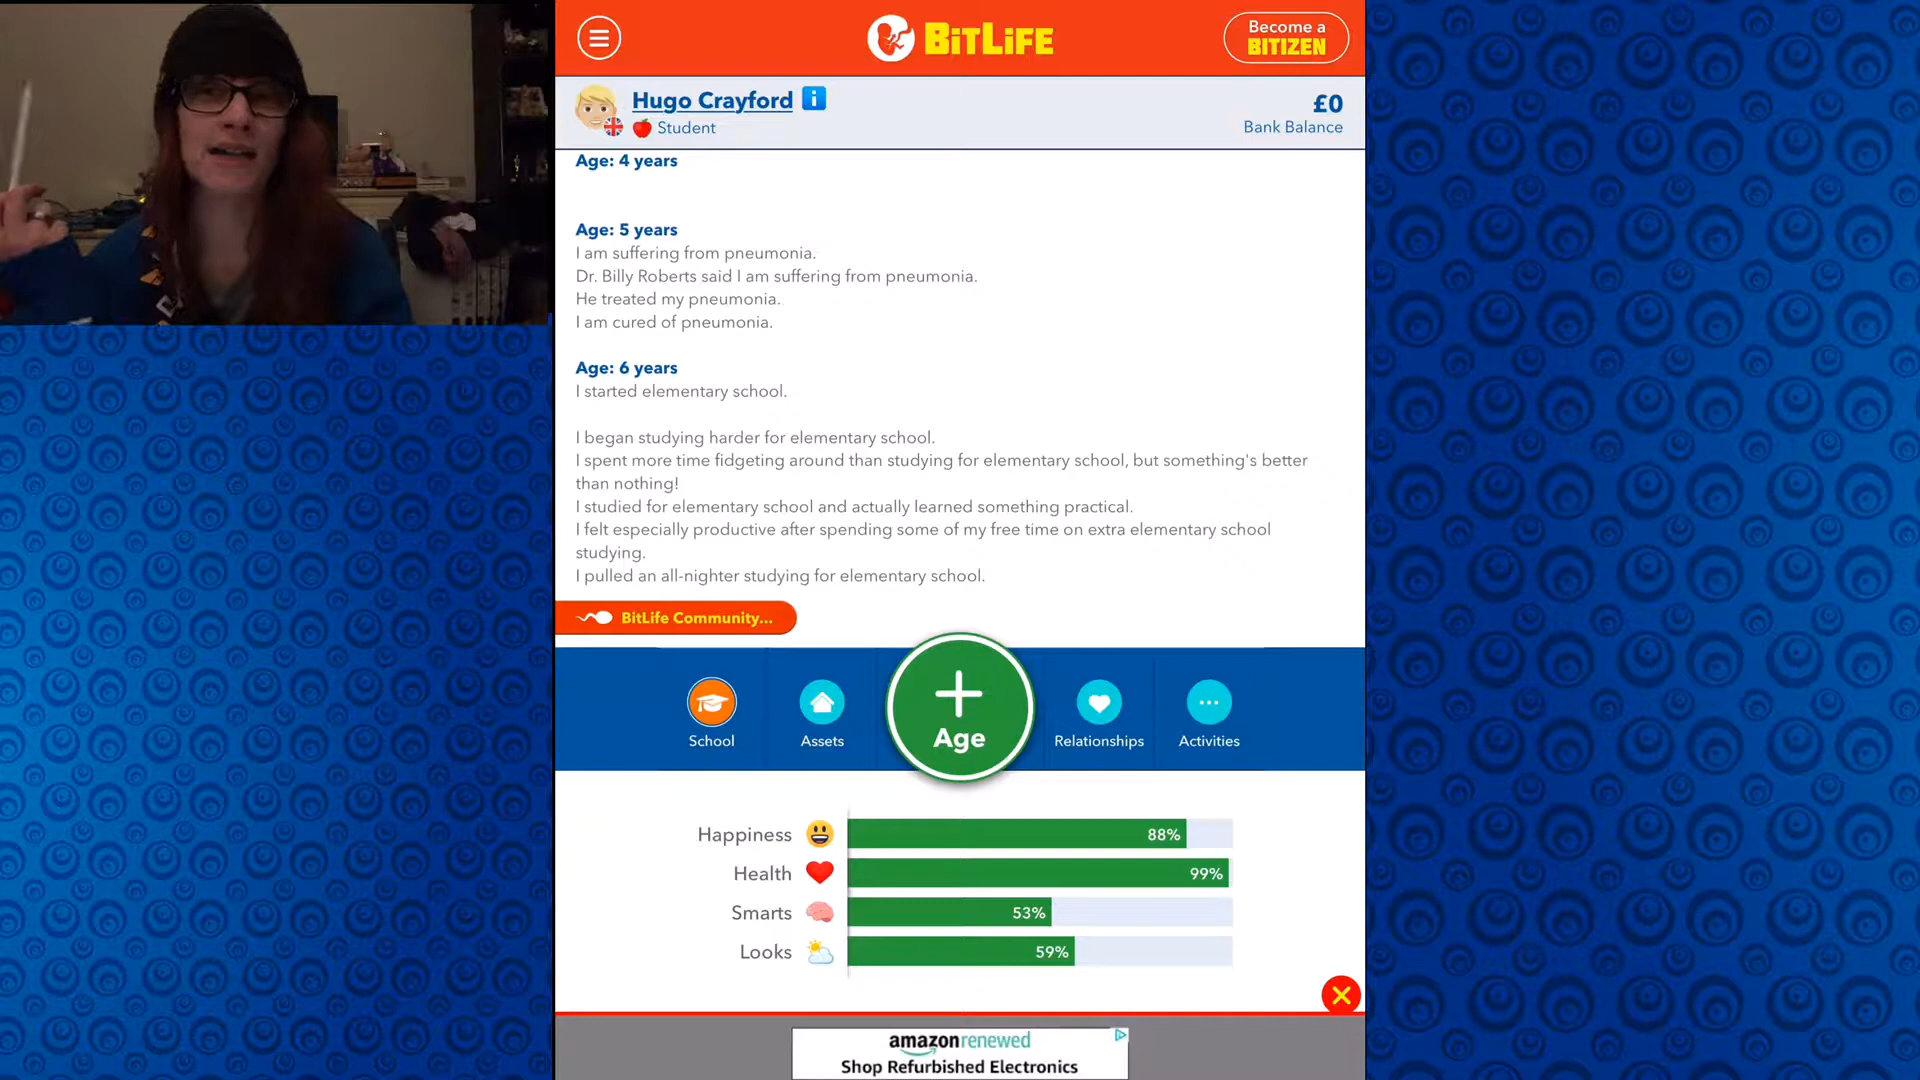 BITLIFE
Become a
BITIZEN
Hugo Crayford
Student
£0
Bank Balance
Age: 4 years
Age: 5 years
I am suffering from pneumonia.
Dr. Billy Roberts said I am suffering from pneumonia.
He treated my pneumonia.
I am cured of pneumonia.
Age: 6 years
I started elementary school.
I began studying harder for elementary school.
I spent more time fidgeting around than studying for elementary school, but something's better
than nothing!
I studied for elementary school and actually learned something practical.
I felt especially productive after spending some of my free time on extra elementary school
studying.
I pulled an all-nighter studying for elementary school.
BitLife Community...
School
Assets
Age
Relationships
Activities
Happiness 88%
Health 99%
Smarts 53%
Looks 59%
amazonrenewed
Shop Refurbished Electronics